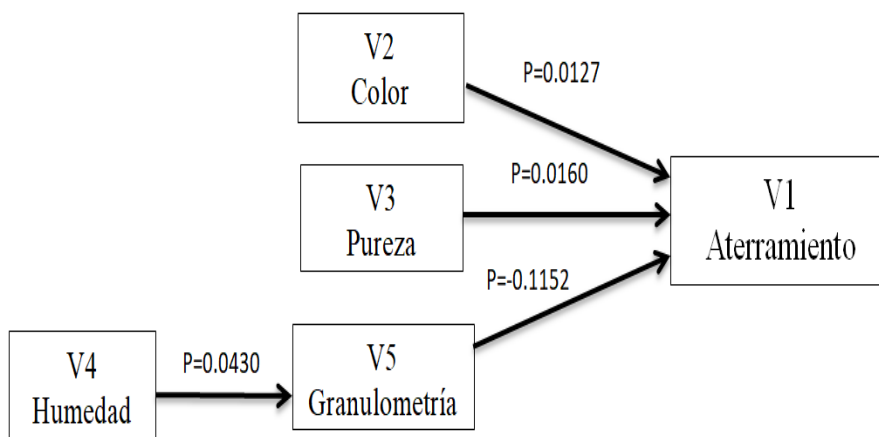 V2
Color
P=0.0127
V3
Pureza
P=0.0160
V1
Aterramiento
P=-0.1152
V4
Humedad
P=0.0430
V5
Granulometría